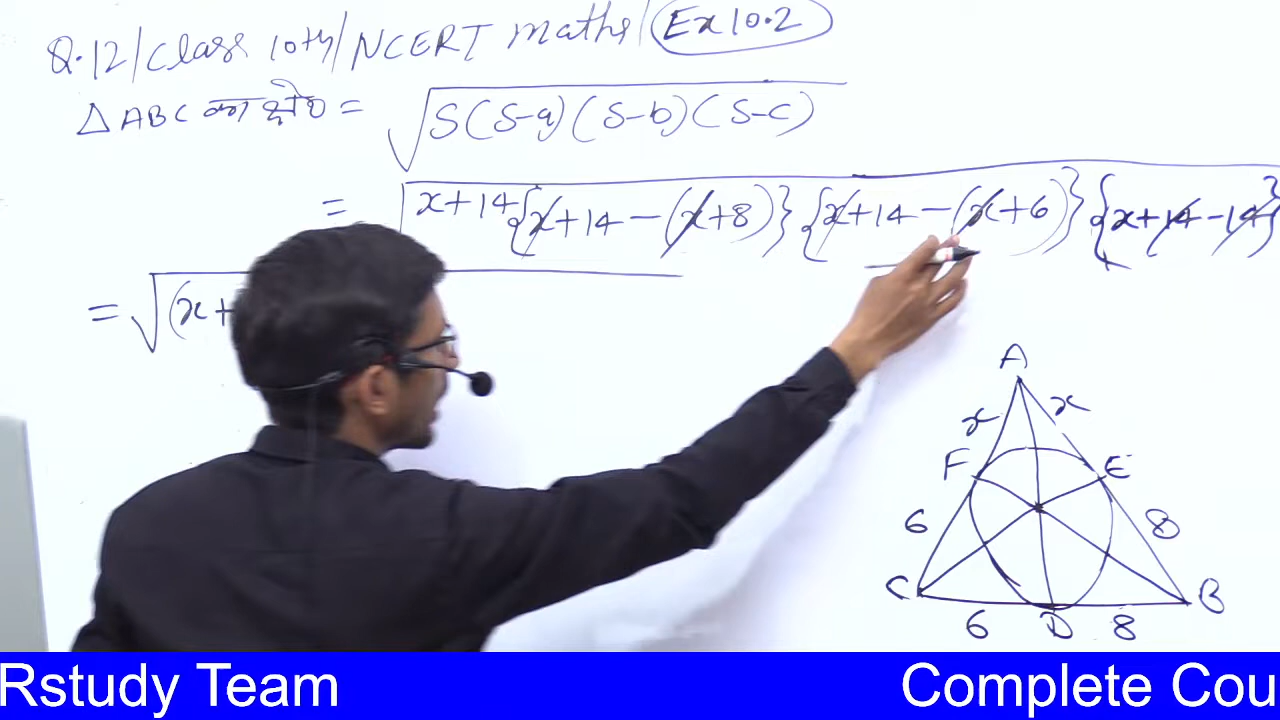 Q.12/Class 10th/NCERT maths/Ex 10.2
△ABC का क्षे० = √S(S-a)(S-b)(S-c)
= √x+14{x+14-(x+8)}{x+14-(x+6)}{x+14-14}
= √(x+
A
x x
F E
6 8
C B
6 D 8
Rstudy Team Complete Cou